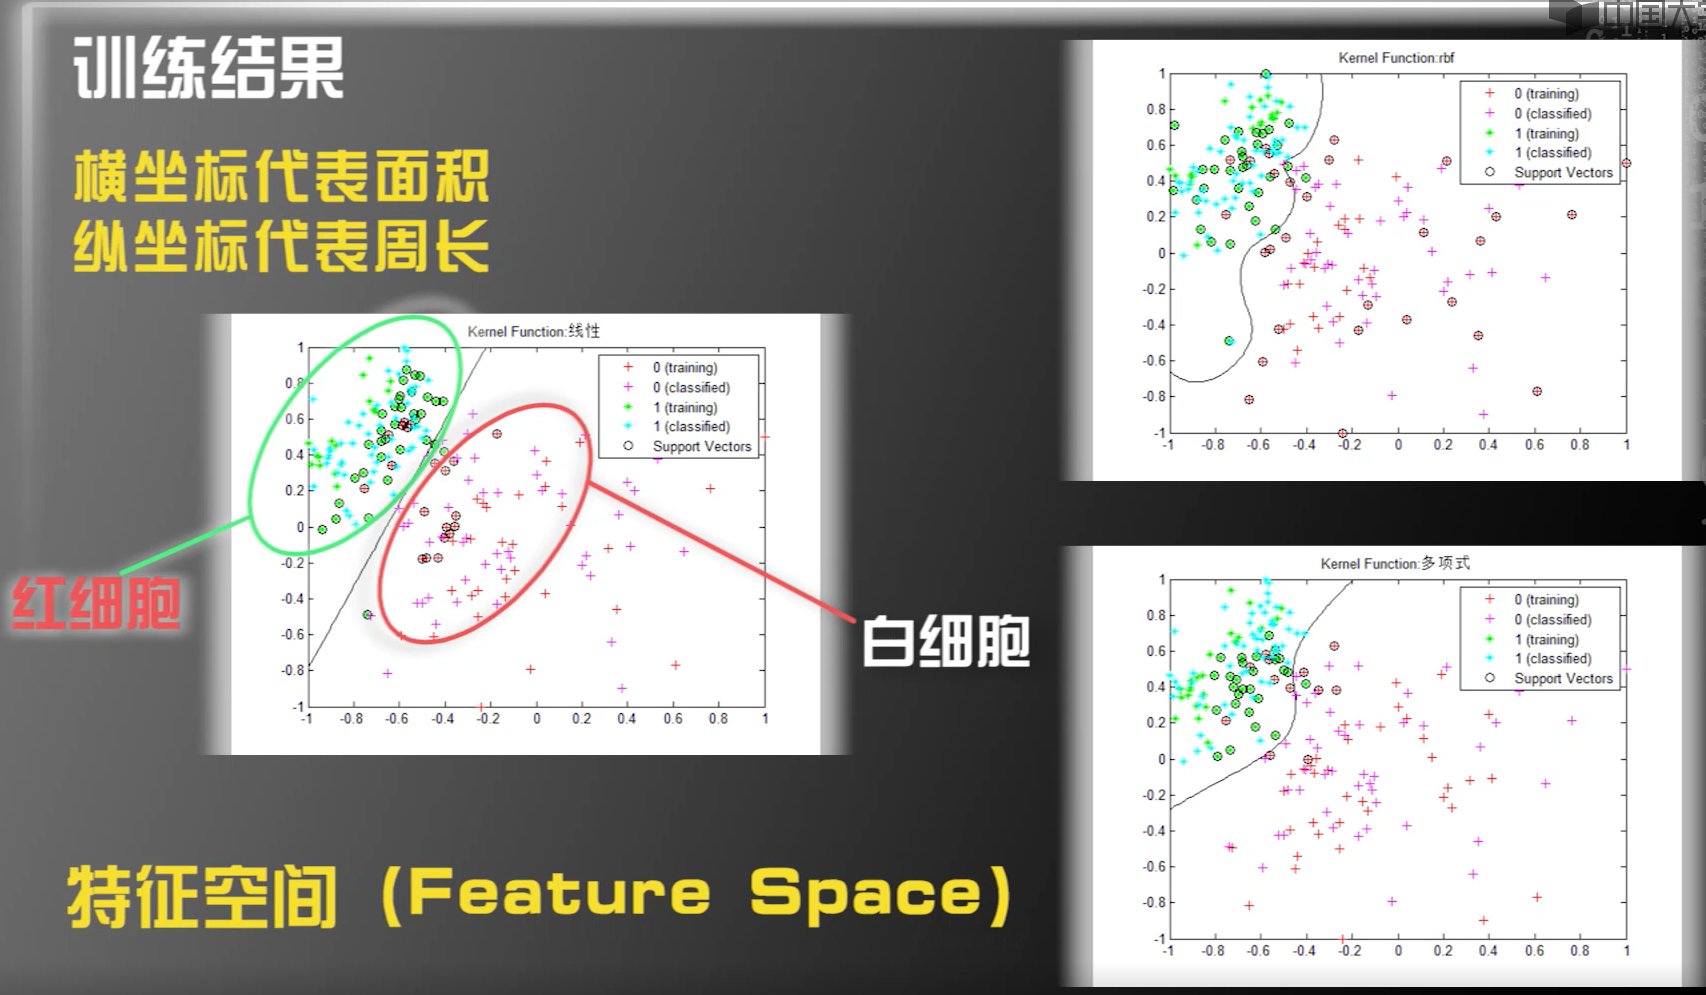 中国大
训练结果
横坐标代表面积
纵坐标代表周长
Kernel Function:线性
0 (training)
0 (classified)
1 (training)
1 (classified)
Support Vectors
1
0.8
0.6
0.4
0.2
0
-0.2
-0.4
-0.6
-0.8
-1
-1 -0.8 -0.6 -0.4 -0.2 0 0.2 0.4 0.6 0.8 1
红细胞
白细胞
特征空间 (Feature Space)
Kernel Function:rbf
0 (training)
0 (classified)
1 (training)
1 (classified)
Support Vectors
1
0.8
0.6
0.4
0.2
0
-0.2
-0.4
-0.6
-0.8
-1
-1 -0.8 -0.6 -0.4 -0.2 0 0.2 0.4 0.6 0.8 1
Kernel Function:多项式
0 (training)
0 (classified)
1 (training)
1 (classified)
Support Vectors
1
0.8
0.6
0.4
0.2
0
-0.2
-0.4
-0.6
-0.8
-1
-1 -0.8 -0.6 -0.4 -0.2 0 0.2 0.4 0.6 0.8 1